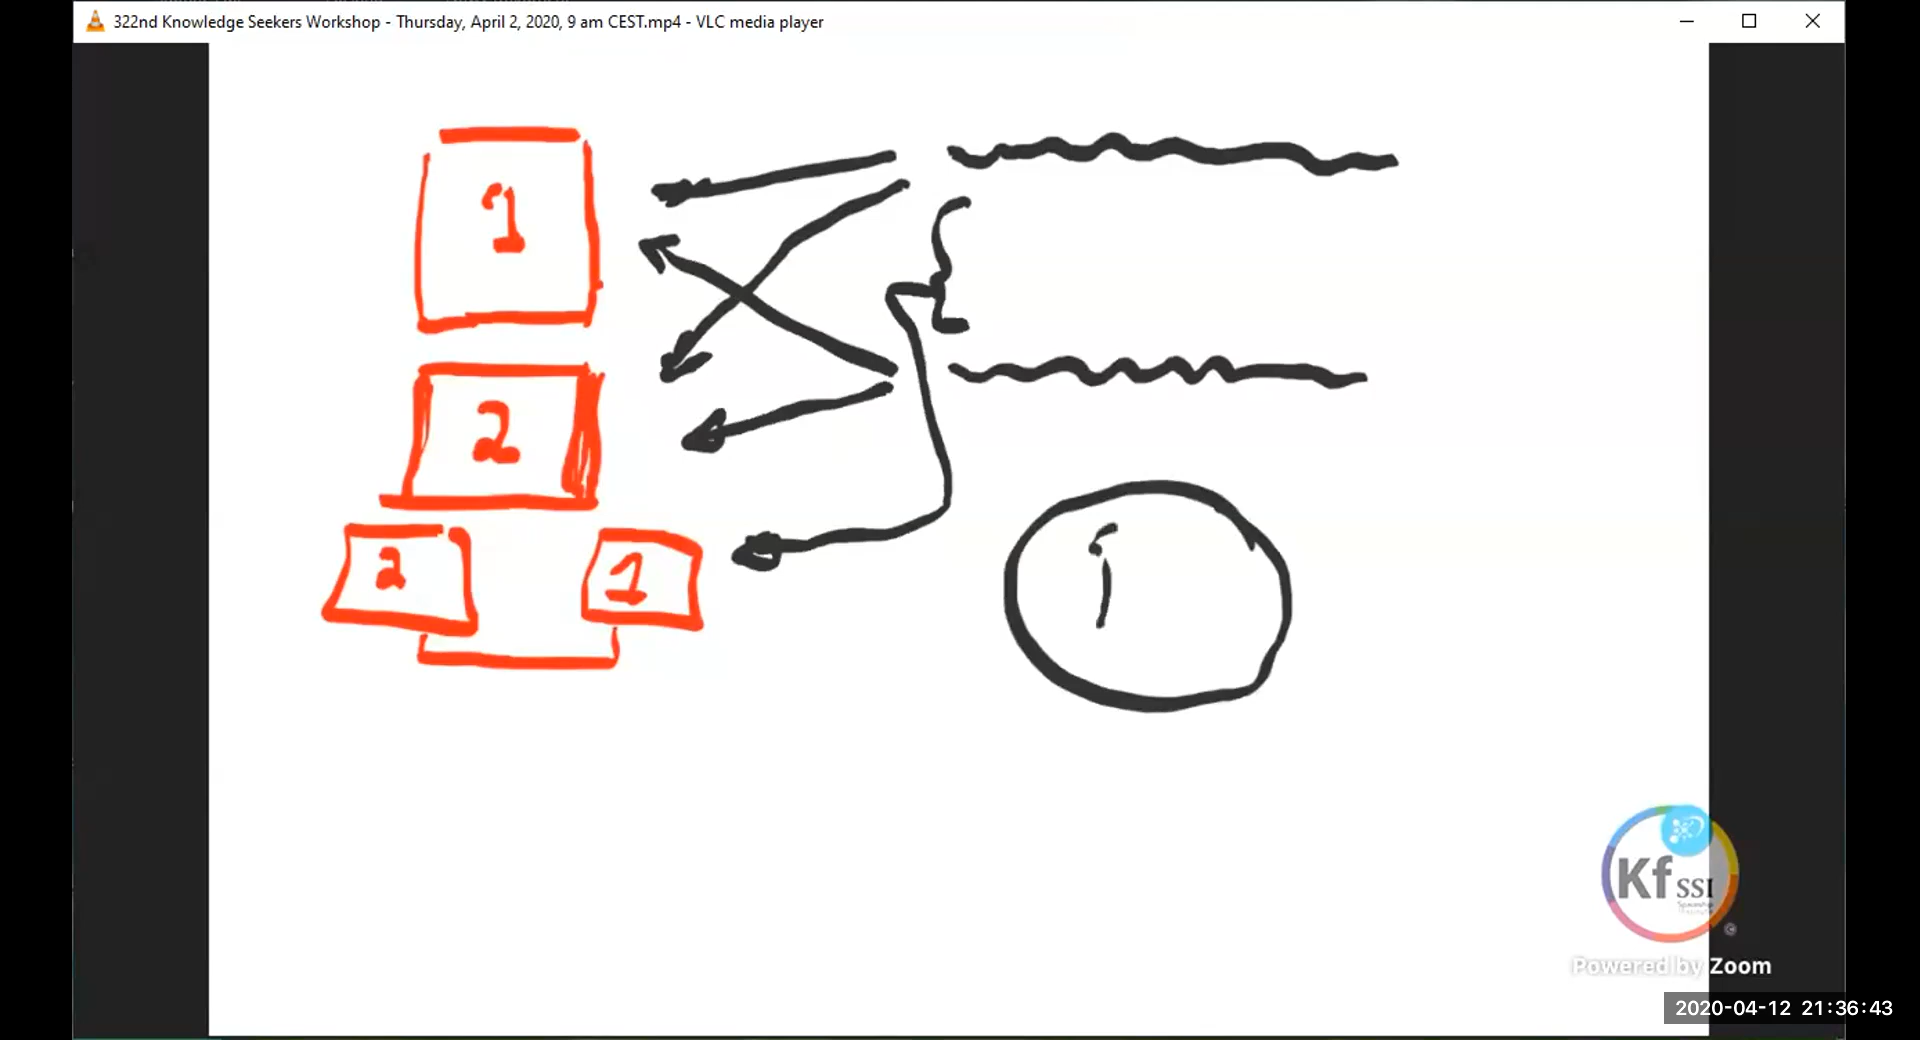 322nd Knowledge Seekers Workshop - Thursday, April 2, 2020, 9 am CEST.mp4 - VLC media player
1
2
2 1
Kf SSI
Powered by Zoom
2020-04-12 21:36:43